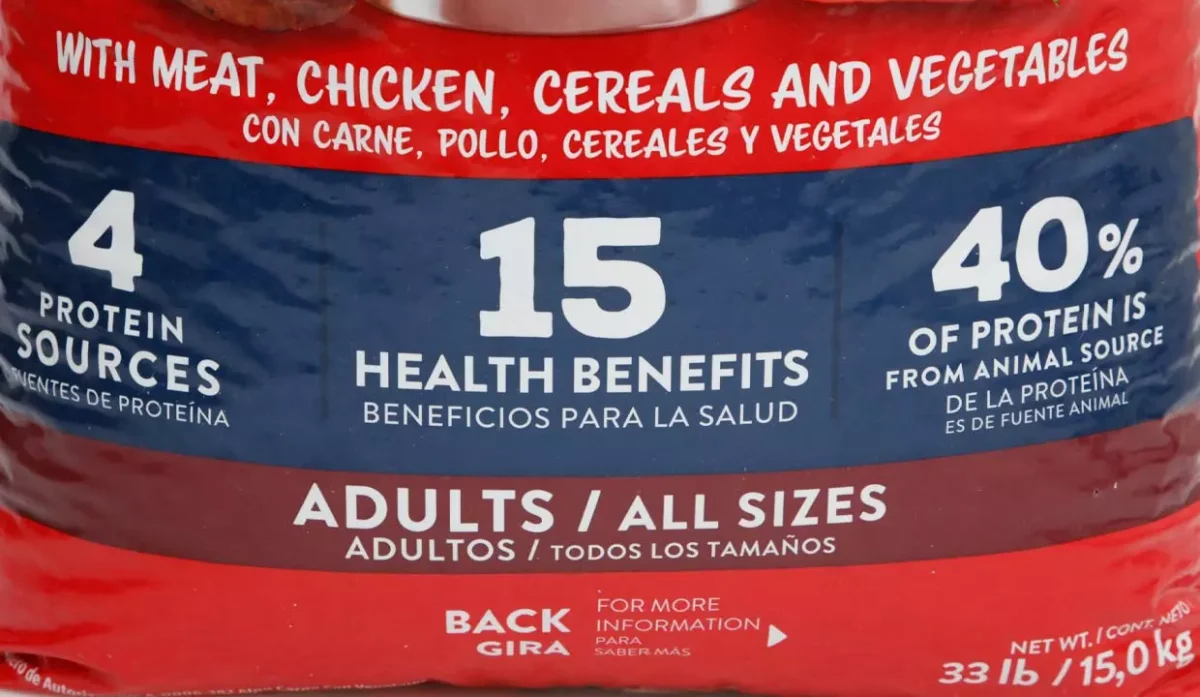 WITH MEAT, CHICKEN, CEREALS AND VEGETABLES
CON CARNE, POLLO, CEREALES Y VEGETALES
4
PROTEIN
SOURCES
DE PROTEÍNA
15
HEALTH BENEFITS
BENEFICIOS PARA LA SALUD
40%
OF PROTEIN IS
FROM ANIMAL SOURCE
DE LA PROTEÍNA
ES DE FUENTE ANIMAL
ADULTS / ALL SIZES
ADULTOS / TODOS LOS TAMAÑOS
BACK
GIRA
FOR MORE
INFORMATION
PARA
SABER MÁS
NET WT. / CONT. NETO
33 lb / 15,0 kg